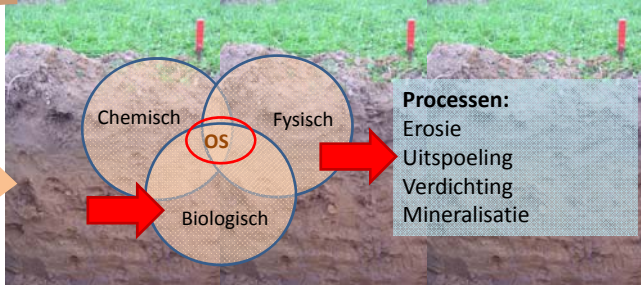 Chemisch
Fysisch
OS
Biologisch
Processen:
Erosie
Uitspoeling
Verdichting
Mineralisatie